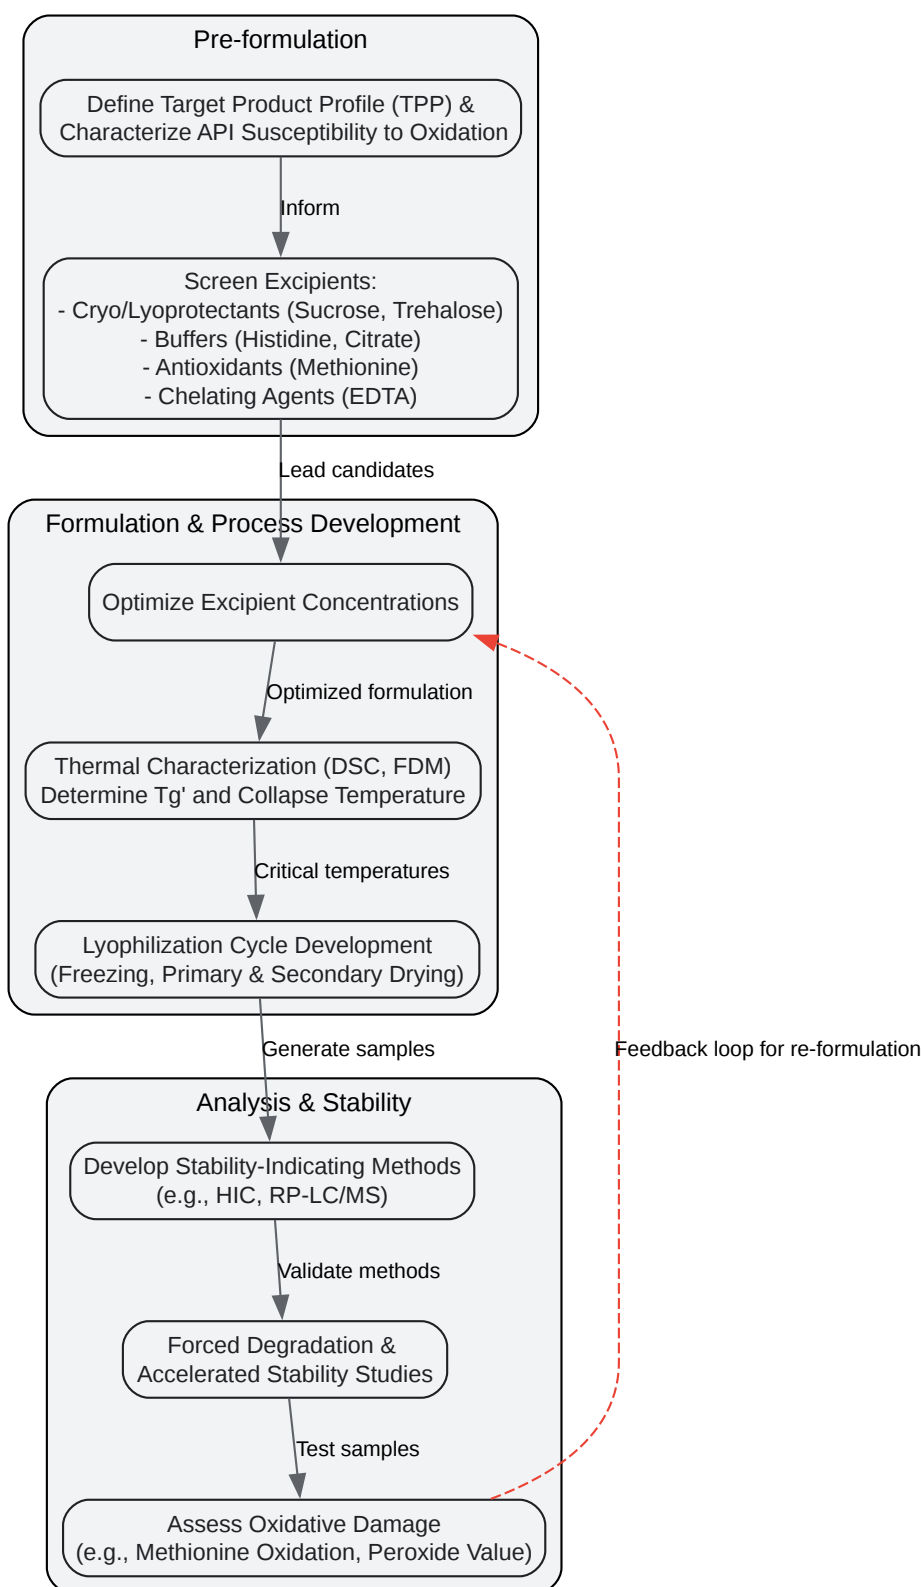 Pre-formulation
Define Target Product Profile (TPP) &
Characterize API Susceptibility to Oxidation
Inform
Screen Excipients:
- Cryo/Lyoprotectants (Sucrose, Trehalose)
- Buffers (Histidine, Citrate)
- Antioxidants (Methionine)
- Chelating Agents (EDTA)
Lead candidates
Formulation & Process Development
Optimize Excipient Concentrations
Optimized formulation
Thermal Characterization (DSC, FDM)
Determine Tg' and Collapse Temperature
Critical temperatures
Lyophilization Cycle Development
(Freezing, Primary & Secondary Drying)
Generate samples
Feedback loop for re-formulation
Analysis & Stability
Develop Stability-Indicating Methods
(e.g., HIC, RP-LC/MS)
Validate methods
Forced Degradation &
Accelerated Stability Studies
Test samples
Assess Oxidative Damage
(e.g., Methionine Oxidation, Peroxide Value)